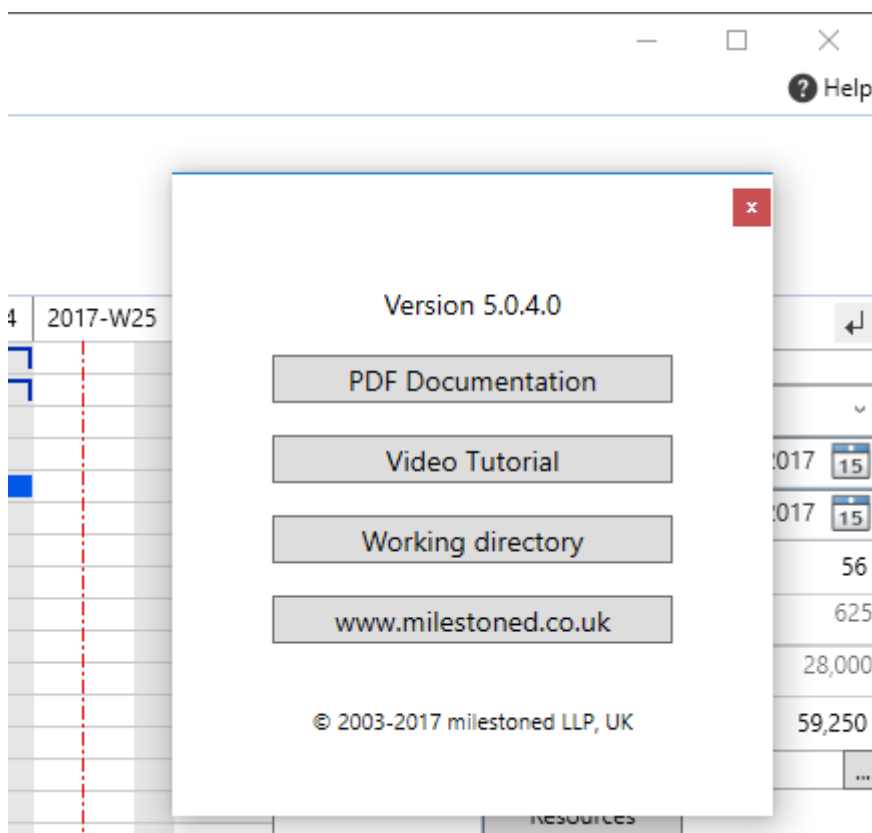 Help
4 2017-W25
Version 5.0.4.0
PDF Documentation
2017 15
Video Tutorial
2017 15
Working directory
56
www.milestoned.co.uk
625
28,000
© 2003-2017 milestoned LLP, UK
59,250
...
Resources